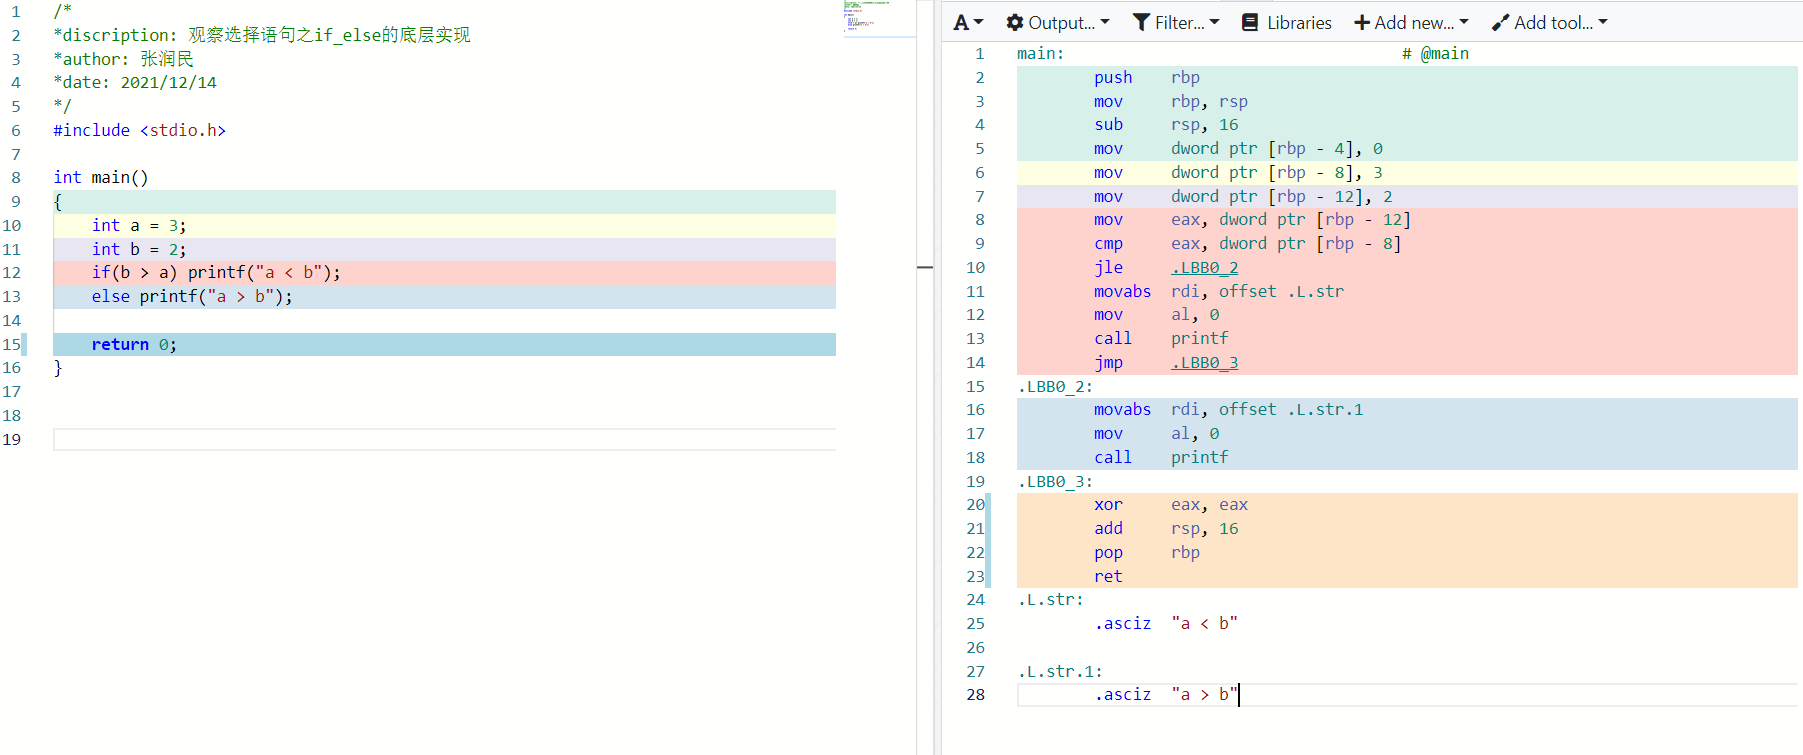 1 /*
2 *discription: 观察选择语句之if_else的底层实现
3 *author: 张润民
4 *date: 2021/12/14
5 */
6 #include <stdio.h>
7
8 int main()
9 {
10     int a = 3;
11     int b = 2;
12     if(b > a) printf("a < b");
13     else printf("a > b");
14
15     return 0;
16 }
17
18
19
A Output... Filter... Libraries Add new... Add tool...
1 main:                                   # @main
2         push    rbp
3         mov     rbp, rsp
4         sub     rsp, 16
5         mov     dword ptr [rbp - 4], 0
6         mov     dword ptr [rbp - 8], 3
7         mov     dword ptr [rbp - 12], 2
8         mov     eax, dword ptr [rbp - 12]
9         cmp     eax, dword ptr [rbp - 8]
10         jle     .LBB0_2
11         movabs  rdi, offset .L.str
12         mov     al, 0
13         call    printf
14         jmp     .LBB0_3
15 .LBB0_2:
16         movabs  rdi, offset .L.str.1
17         mov     al, 0
18         call    printf
19 .LBB0_3:
20         xor     eax, eax
21         add     rsp, 16
22         pop     rbp
23         ret
24 .L.str:
25         .asciz  "a < b"
26
27 .L.str.1:
28         .asciz  "a > b"